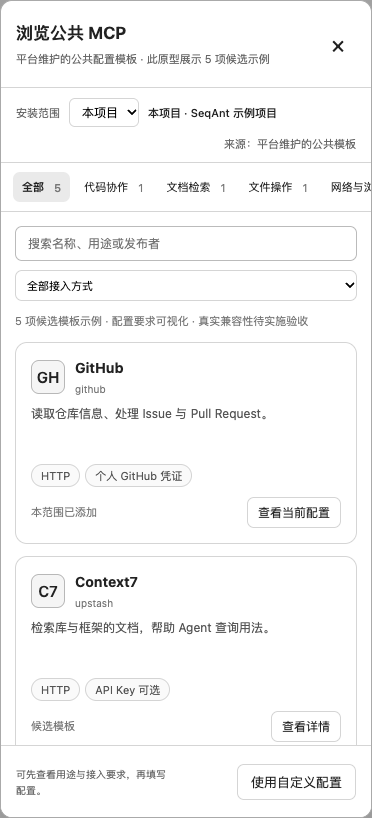 浏览公共 MCP
平台维护的公共配置模板 · 此原型展示 5 项候选示例
安装范围 本项目 本项目 · SeqAnt 示例项目
来源：平台维护的公共模板
全部 5 代码协作 1 文档检索 1 文件操作 1 网络与浏
搜索名称、用途或发布者
全部接入方式
5 项候选模板示例 · 配置要求可视化 · 真实兼容性待实施验收
GH GitHub
github
读取仓库信息、处理 Issue 与 Pull Request。
HTTP 个人 GitHub 凭证
本范围已添加 查看当前配置
C7 Context7
upstash
检索库与框架的文档，帮助 Agent 查询用法。
HTTP API Key 可选
候选模板 查看详情
可先查看用途与接入要求，再填写
配置。
使用自定义配置